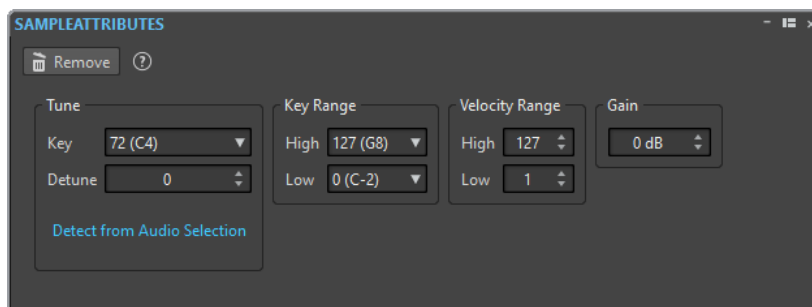 SAMPLEATTRIBUTES
Remove
Tune
Key 72 (C4)
Detune 0
Detect from Audio Selection
Key Range
High 127 (G8)
Low 0 (C-2)
Velocity Range
High 127
Low 1
Gain
0 dB